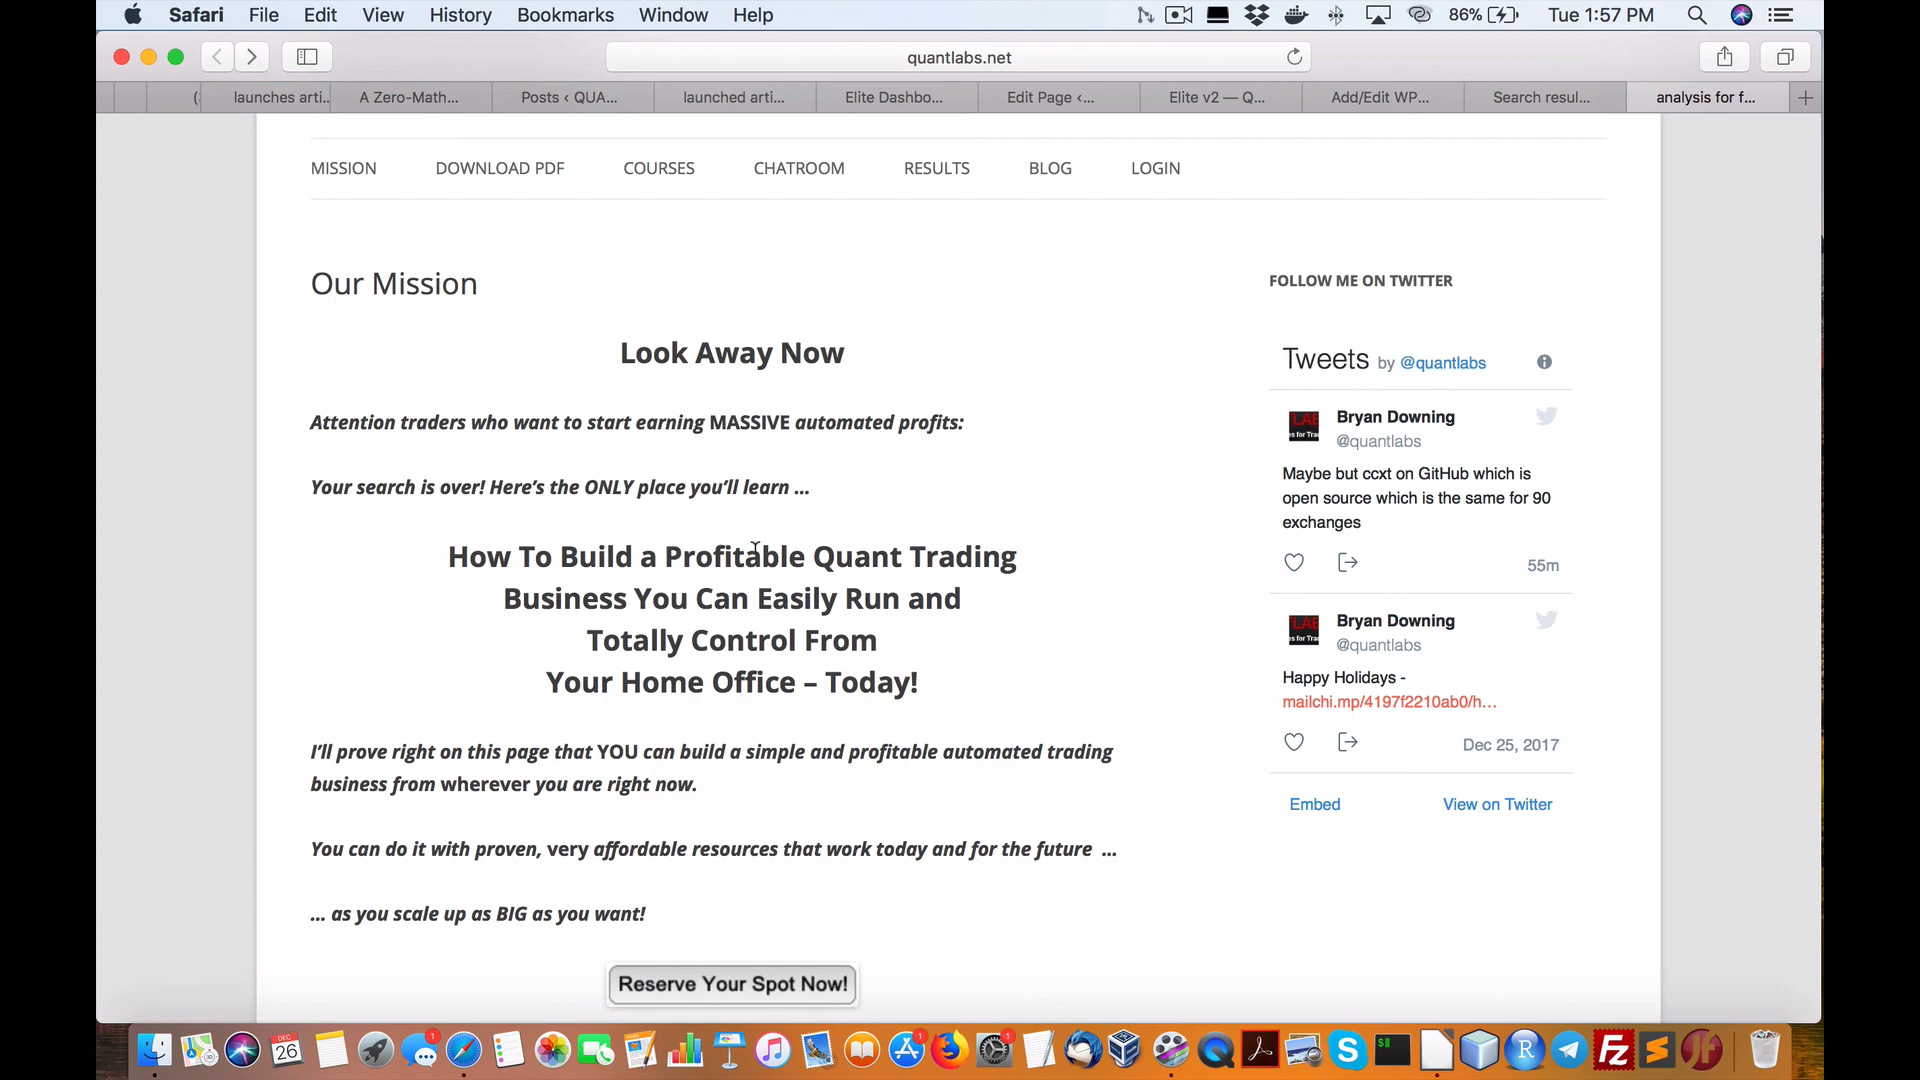 Safari File Edit View History Bookmarks Window Help 86% Tue 1:57 PM
quantlabs.net
launches arti... A Zero-Math... Posts ‹ QUA... launched arti... Elite Dashbo... Edit Page ‹... Elite v2 — Q... Add/Edit WP... Search resul... analysis for f...
MISSION DOWNLOAD PDF COURSES CHATROOM RESULTS BLOG LOGIN
Our Mission
Look Away Now
Attention traders who want to start earning MASSIVE automated profits:
Your search is over! Here’s the ONLY place you’ll learn …
How To Build a Profitable Quant Trading
Business You Can Easily Run and
Totally Control From
Your Home Office – Today!
I’ll prove right on this page that YOU can build a simple and profitable automated trading
business from wherever you are right now.
You can do it with proven, very affordable resources that work today and for the future …
… as you scale up as BIG as you want!
Reserve Your Spot Now!
FOLLOW ME ON TWITTER
Tweets by @quantlabs
Bryan Downing
@quantlabs
Maybe but ccxt on GitHub which is
open source which is the same for 90
exchanges
55m
Bryan Downing
@quantlabs
Happy Holidays -
mailchi.mp/4197f2210ab0/h…
Dec 25, 2017
Embed View on Twitter
DEC
26